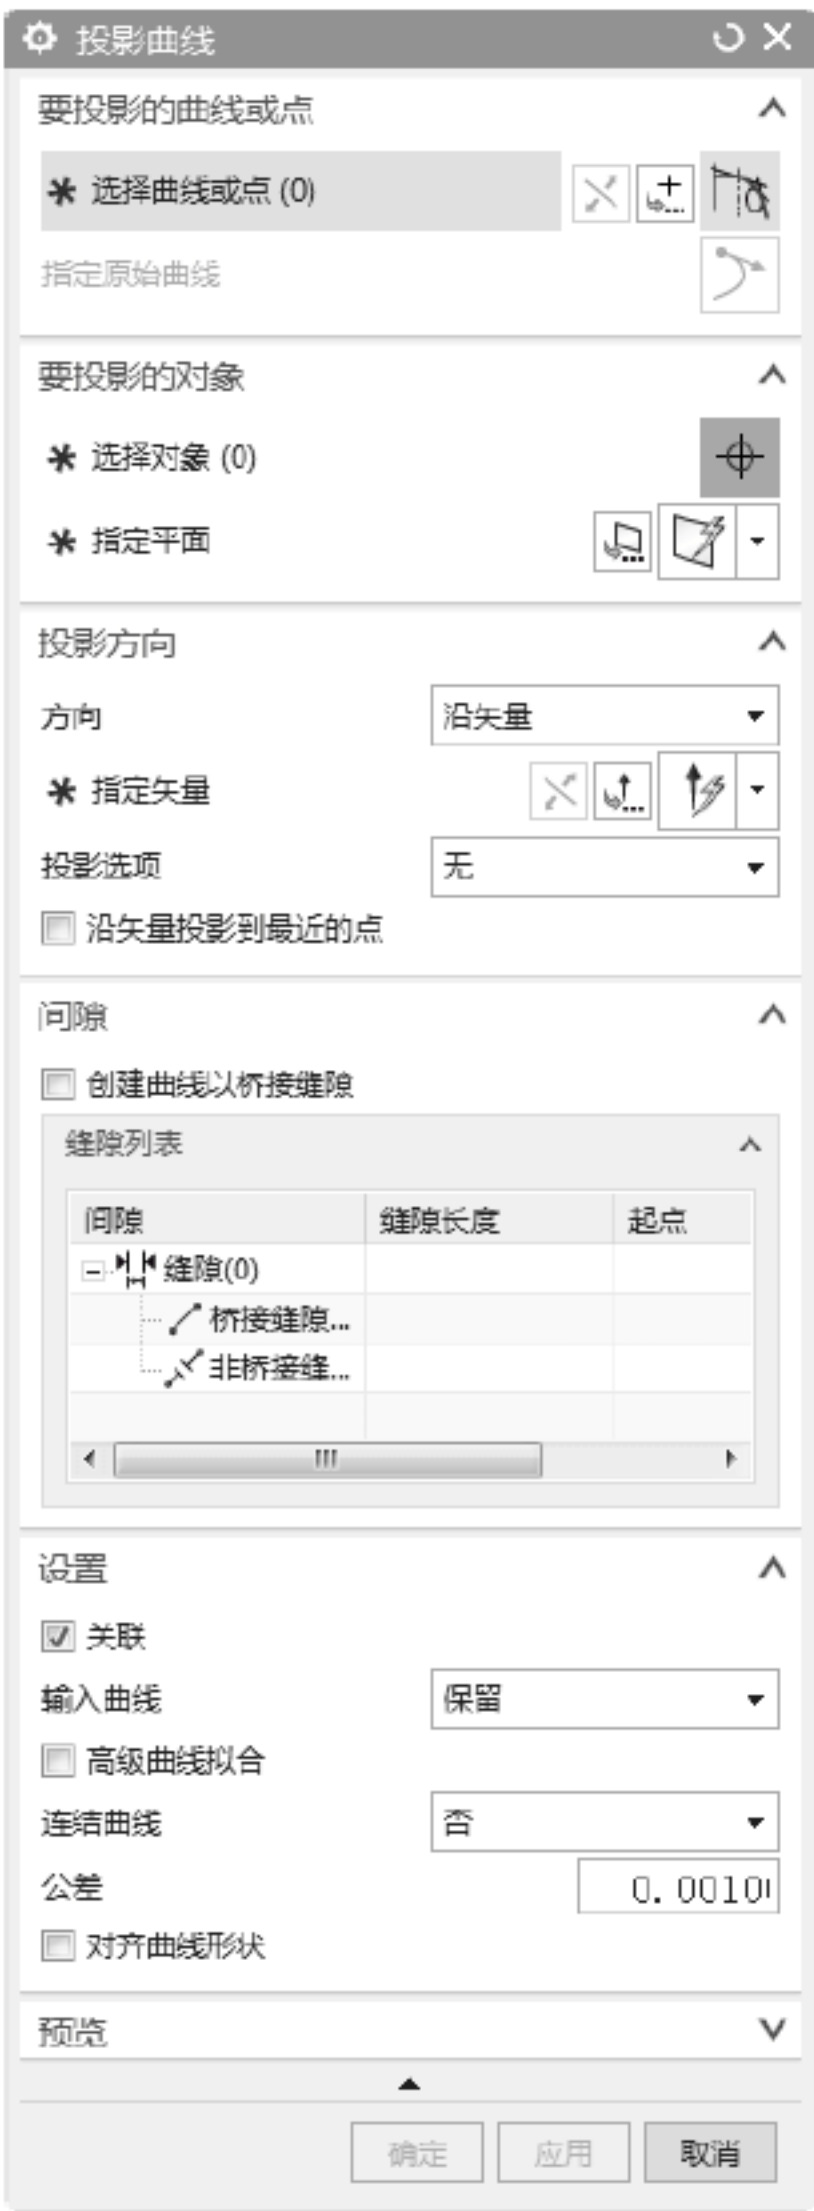 投影曲线
要投影的曲线或点
选择曲线或点 (0)
指定原始曲线
要投影的对象
选择对象 (0)
指定平面
投影方向
方向 沿矢量
指定矢量
投影选项 无
沿矢量投影到最近的点
间隙
创建曲线以桥接缝隙
缝隙列表
间隙 缝隙长度 起点
缝隙(0)
桥接缝隙...
非桥接缝...
设置
关联
输入曲线 保留
高级曲线拟合
连结曲线 否
公差 0.0010
对齐曲线形状
预览
确定 应用 取消